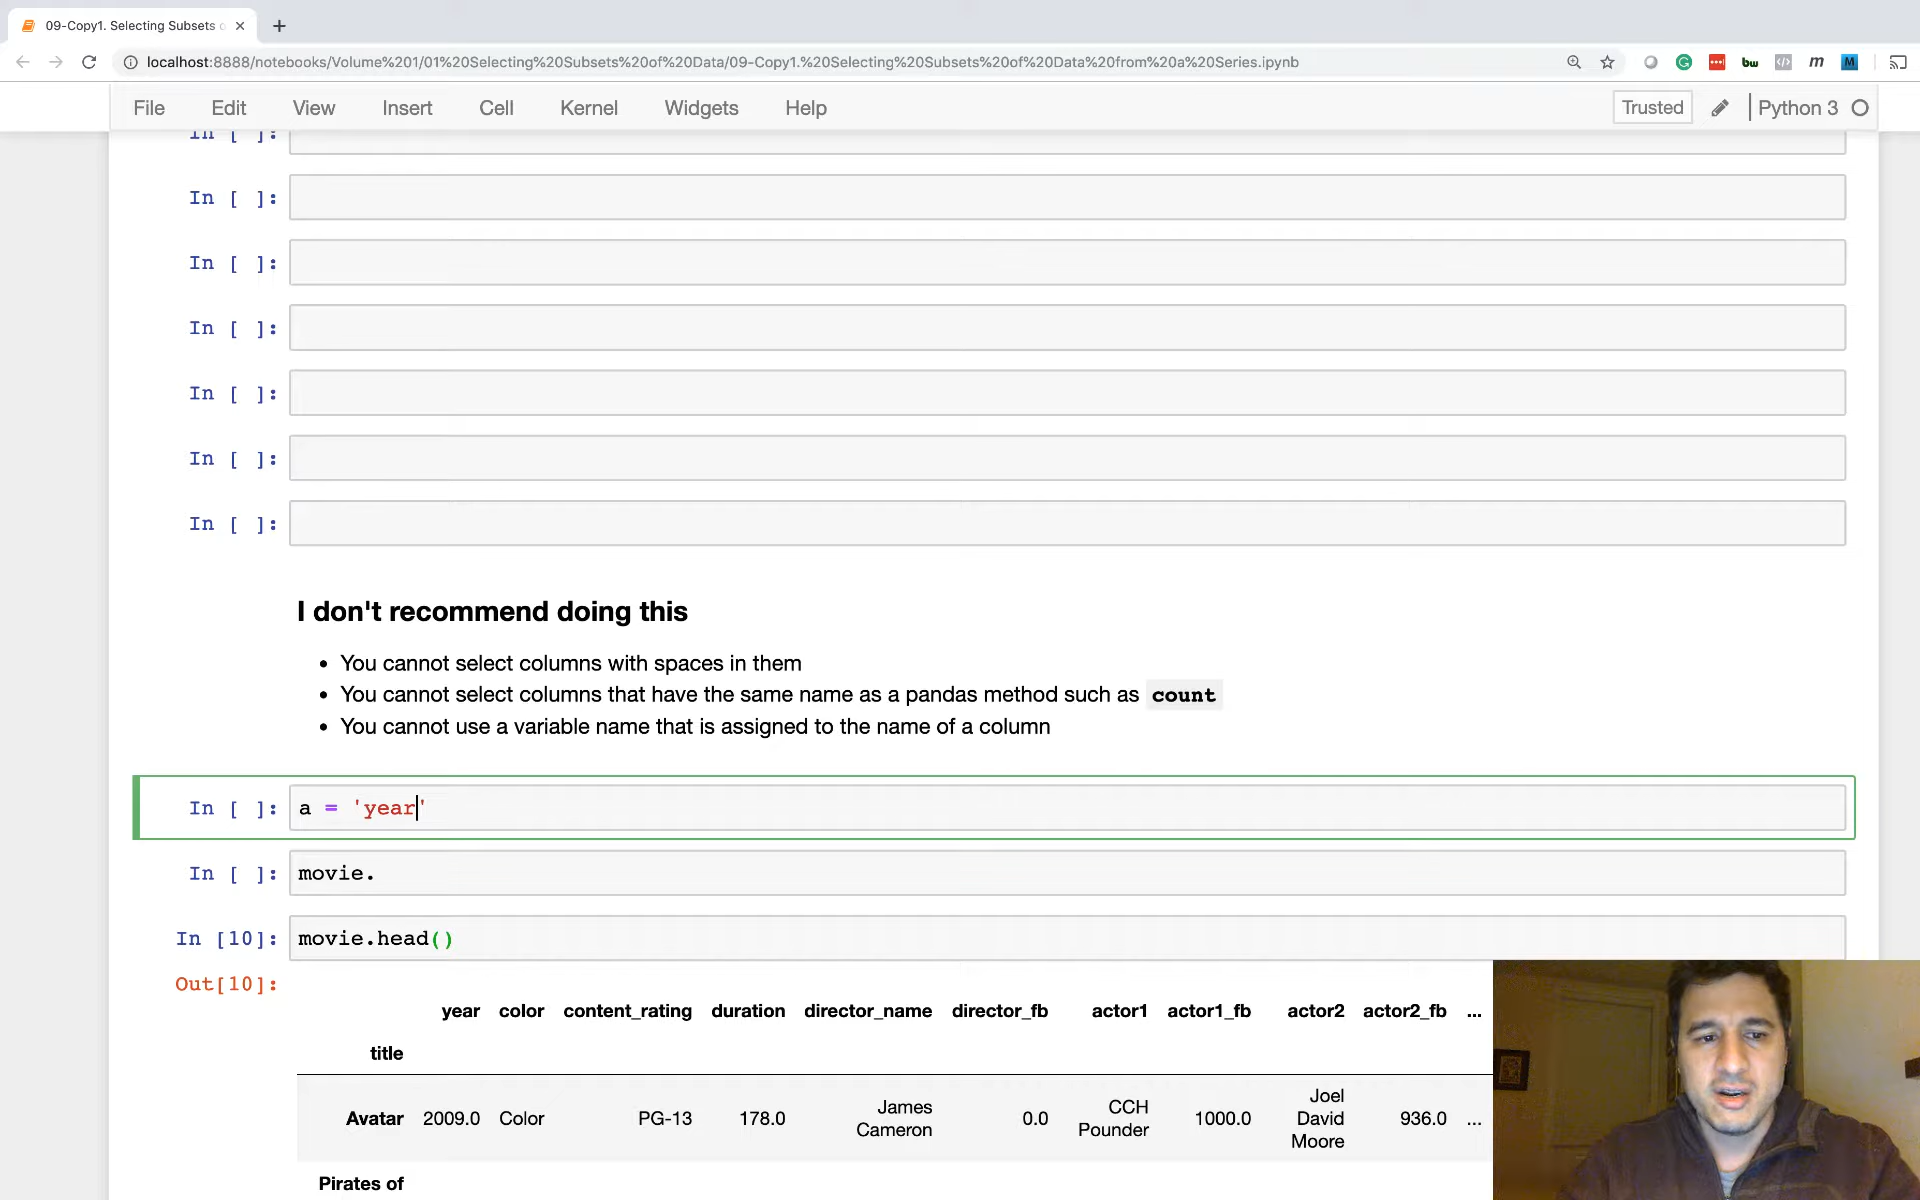 09-Copy1. Selecting Subsets o
localhost:8888/notebooks/Volume%201/01%20Selecting%20Subsets%20of%20Data/09-Copy1.%20Selecting%20Subsets%20of%20Data%20from%20a%20Series.ipynb
bw </> m M
File Edit View Insert Cell Kernel Widgets Help Trusted Python 3
In [ ]:
In [ ]:
In [ ]:
In [ ]:
In [ ]:
In [ ]:
In [ ]:
I don't recommend doing this
• You cannot select columns with spaces in them
• You cannot select columns that have the same name as a pandas method such as count
• You cannot use a variable name that is assigned to the name of a column
In [ ]: a = 'year'
In [ ]: movie.
In [10]: movie.head()
Out[10]:
year color content_rating duration director_name director_fb actor1 actor1_fb actor2 actor2_fb ...
title
Avatar 2009.0 Color PG-13 178.0 James Cameron 0.0 CCH Pounder 1000.0 Joel David Moore 936.0 ...
Pirates of